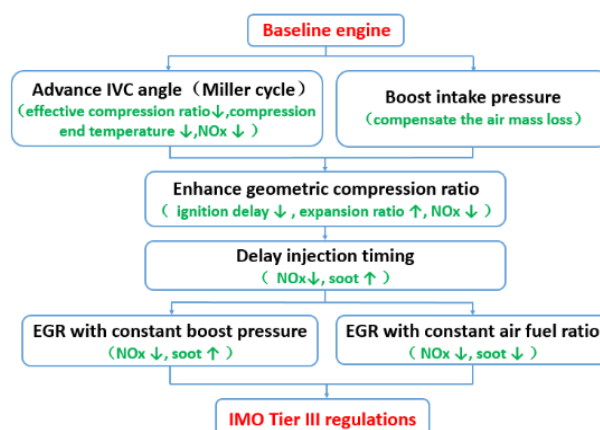 Baseline engine
Advance IVC angle（Miller cycle）
（effective compression ratio↓,compression
end temperature ↓,NOx ↓）
Boost intake pressure
（compensate the air mass loss）
Enhance geometric compression ratio
（ ignition delay ↓ , expansion ratio ↑, NOx ↓）
Delay injection timing
（ NOx↓, soot ↑ ）
EGR with constant boost pressure
（NOx ↓, soot ↑ ）
EGR with constant air fuel ratio
（ NOx ↓, soot ↓ ）
IMO Tier III regulations